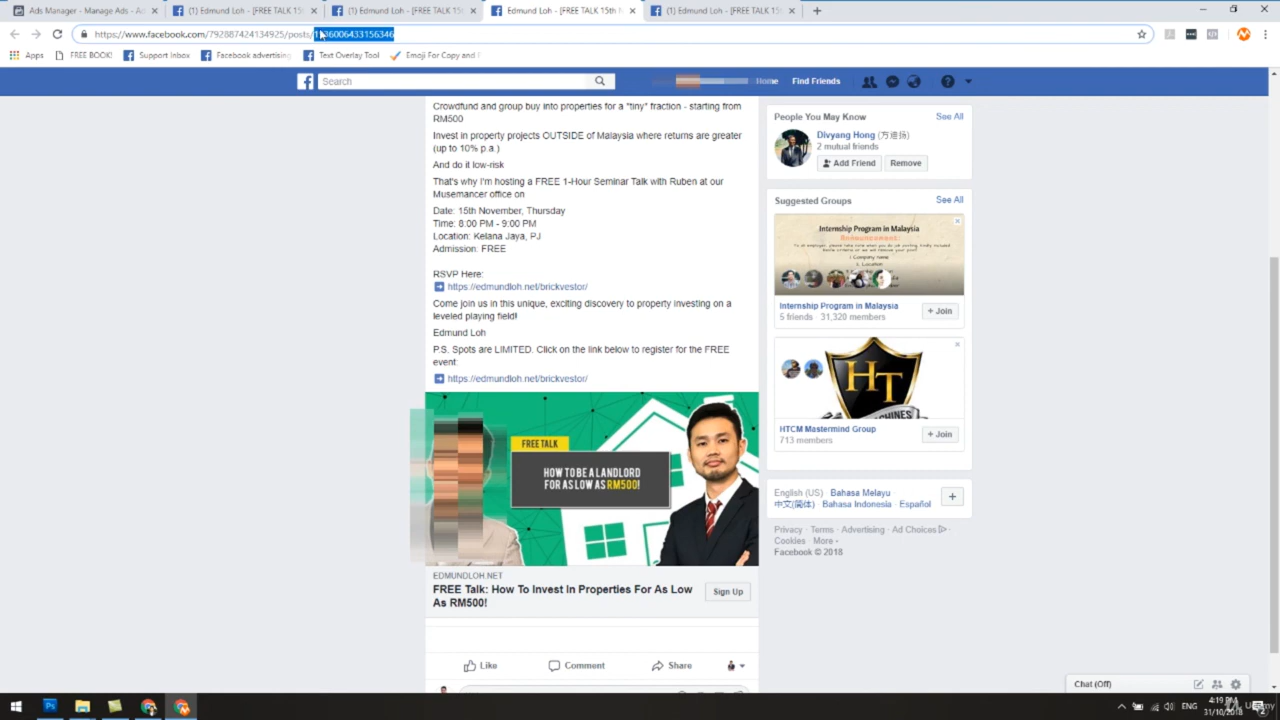 Ads Manager - Manage Ads - Ad
(1) Edmund Loh - [FREE TALK 15th
(1) Edmund Loh - [FREE TALK 15t
Edmund Loh - [FREE TALK 15th
(1) Edmund Loh - [FREE TALK 15th
https://www.facebook.com/792887424134925/posts/
Apps
FREE BOOK!
Support Inbox
Facebook advertising
Text Overlay Tool
Emoji For Copy and
Search
Home
Find Friends
Crowdfund and group buy into properties for a "tiny" fraction - starting from
RM500
Invest in property projects OUTSIDE of Malaysia where returns are greater
(up to 10% p.a.)
And do it low-risk
That's why I'm hosting a FREE 1-Hour Seminar Talk with Ruben at our
Musemancer office on
Date: 15th November, Thursday
Time: 8.00 PM - 9:00 PM
Location: Kelana Jaya, PJ
Admission: FREE
RSVP Here:
https://edmundloh.net/brickvestor/
Come join us in this unique, exciting discovery to property investing on a
leveled playing field!
Edmund Loh
P.S. Spots are LIMITED. Click on the link below to register for the FREE
event:
https://edmundloh.net/brickvestor/
FREE TALK
HOW TO BE A LANDLORD
FOR AS LOW AS RM500!
EDMUNDLOH.NET
FREE Talk: How To Invest In Properties For As Low
As RM500!
Sign Up
Like
Comment
Share
People You May Know
See All
Divyang Hong
2 mutual friends
Add Friend
Remove
Suggested Groups
See All
Internship Program in Malaysia
Internship Program in Malaysia
5 friends · 31,320 members
+ Join
HT
HTCM Mastermind Group
713 members
+ Join
English (US) · Bahasa Melayu ·
中文(简体) · Bahasa Indonesia · Español
Privacy · Terms · Advertising · Ad Choices ·
Cookies · More
Facebook © 2018
Chat (Off)
ENG
4:19 PM
31/10/2018
Udemy